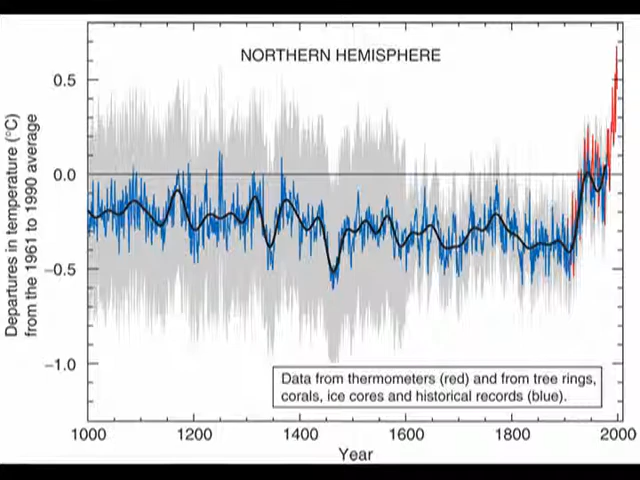 NORTHERN HEMISPHERE
Departures in temperature (°C)
from the 1961 to 1990 average
0.5
0.0
−0.5
−1.0
Data from thermometers (red) and from tree rings,
corals, ice cores and historical records (blue).
1000 1200 1400 1600 1800 2000
Year